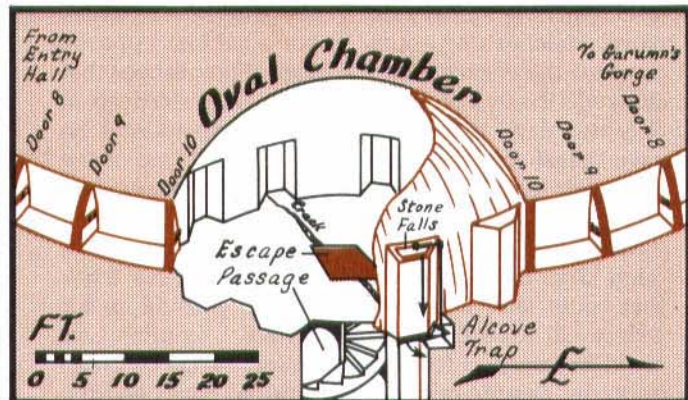 From
Entry
Hall
Door 8
Door 9
Door 10
Oval Chamber
To Garumn's
Gorge
Door 8
Door 9
Door 10
Stone
Falls
Escape
Passage
Alcove
Trap
FT.
0 5 10 15 20 25
E